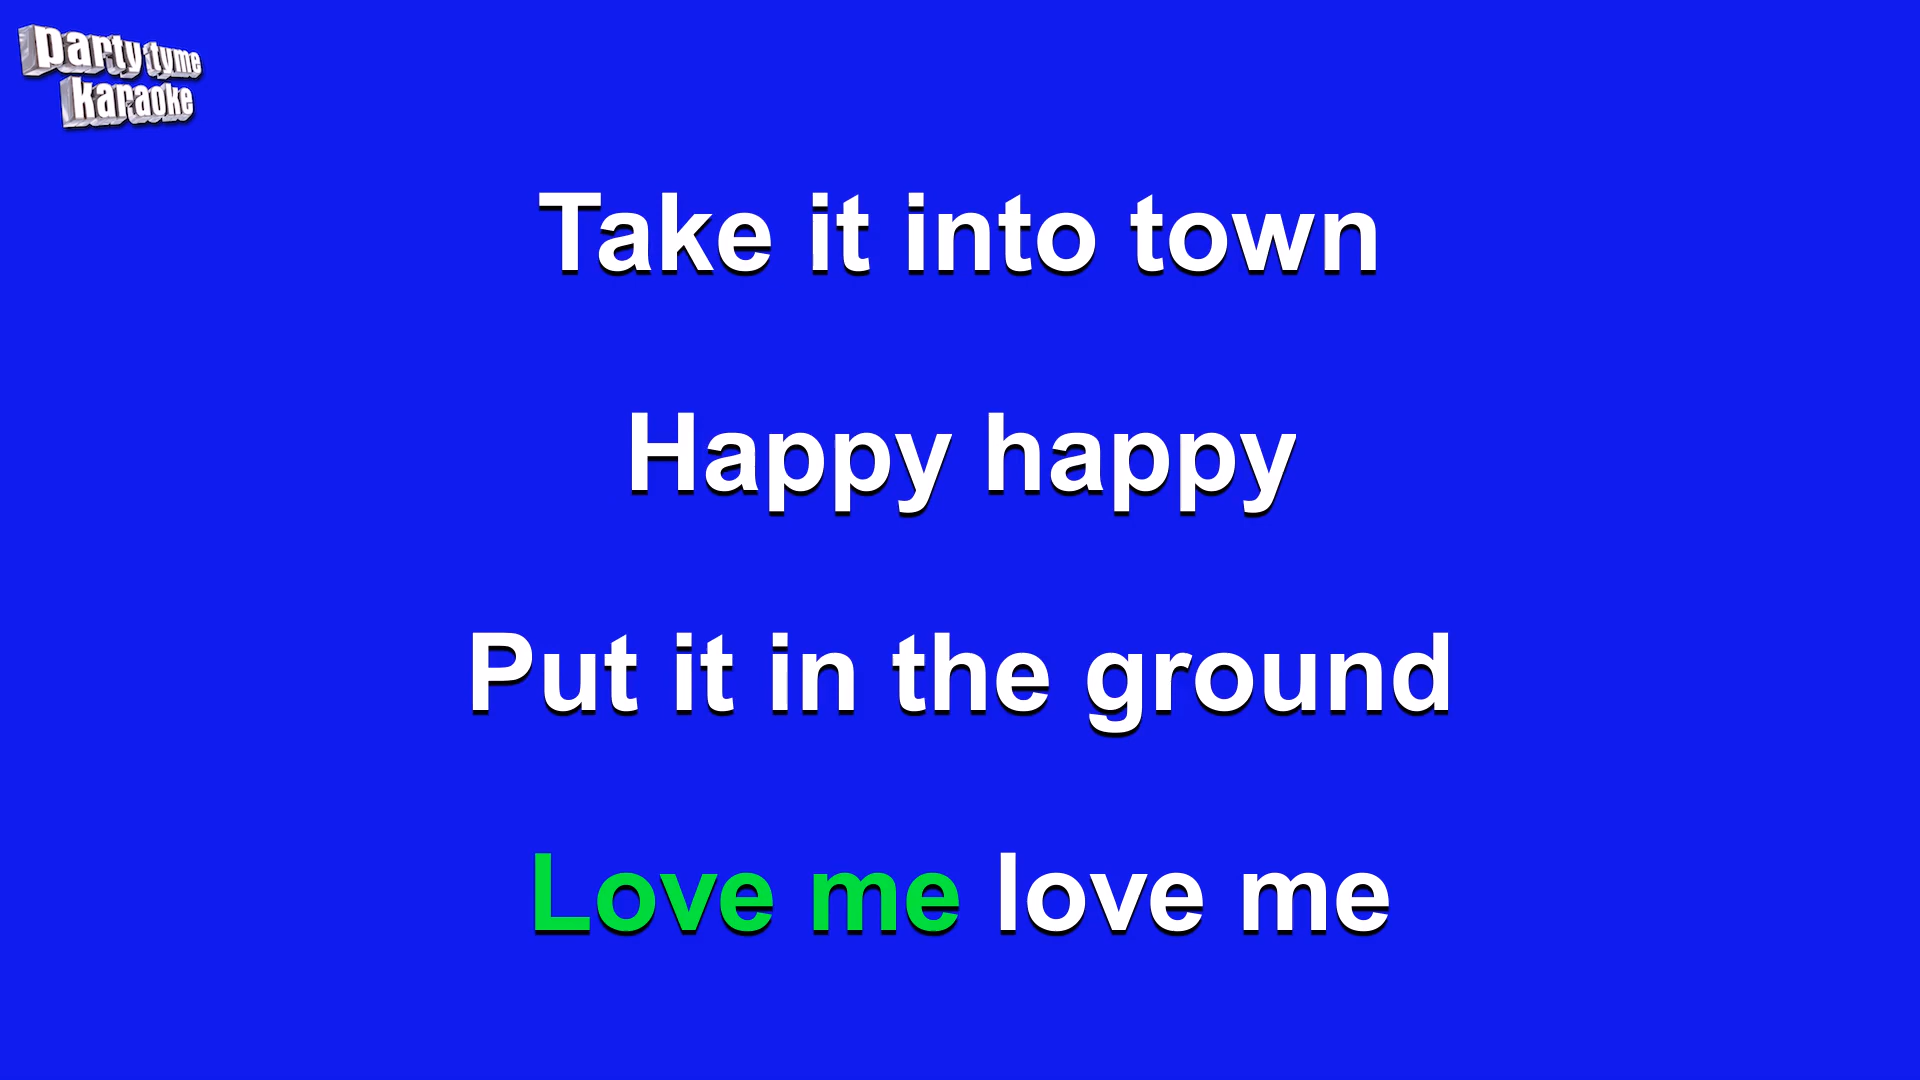 party tyme
karaoke
Take it into town
Happy happy
Put it in the ground
Love me love me